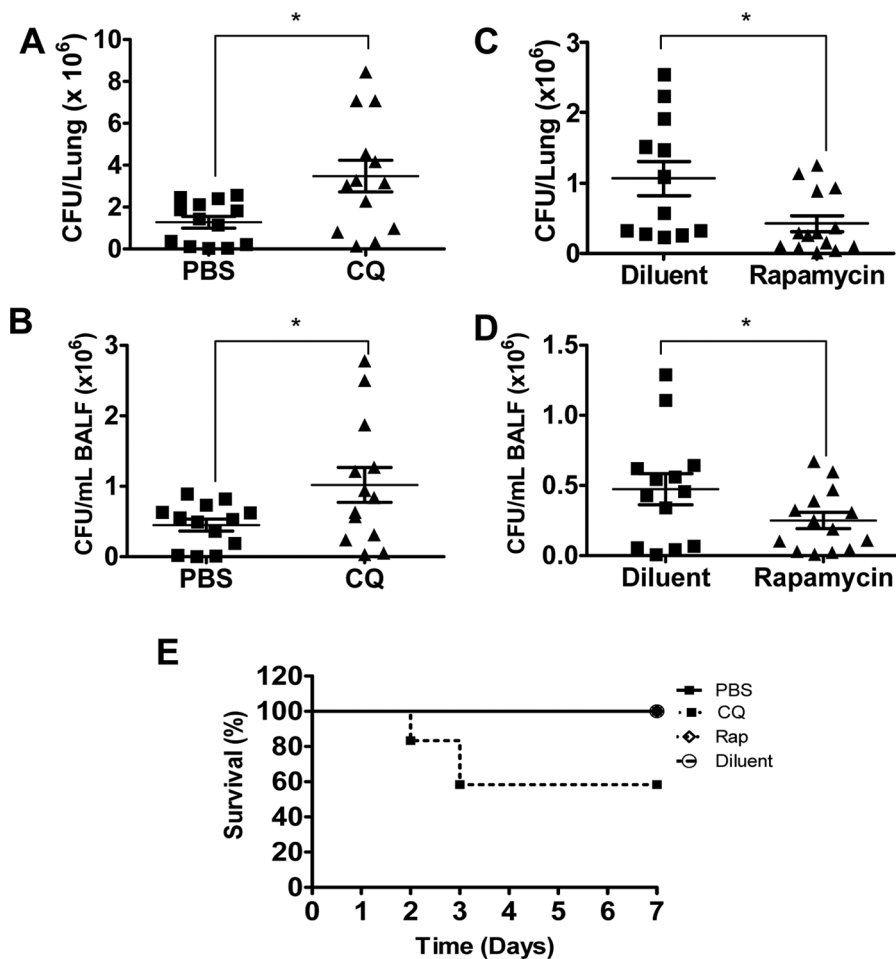 A
CFU/Lung (x 10⁶)
10
8
6
4
2
0
*
PBS CQ
C
CFU/Lung (x10⁶)
3
2
1
0
*
Diluent Rapamycin
B
CFU/mL BALF (x10⁶)
3
2
1
0
*
PBS CQ
D
CFU/mL BALF (x10⁶)
1.5
1.0
0.5
0.0
*
Diluent Rapamycin
E
Survival (%)
120
100
80
60
40
20
0
0 1 2 3 4 5 6 7
Time (Days)
PBS
CQ
Rap
Diluent